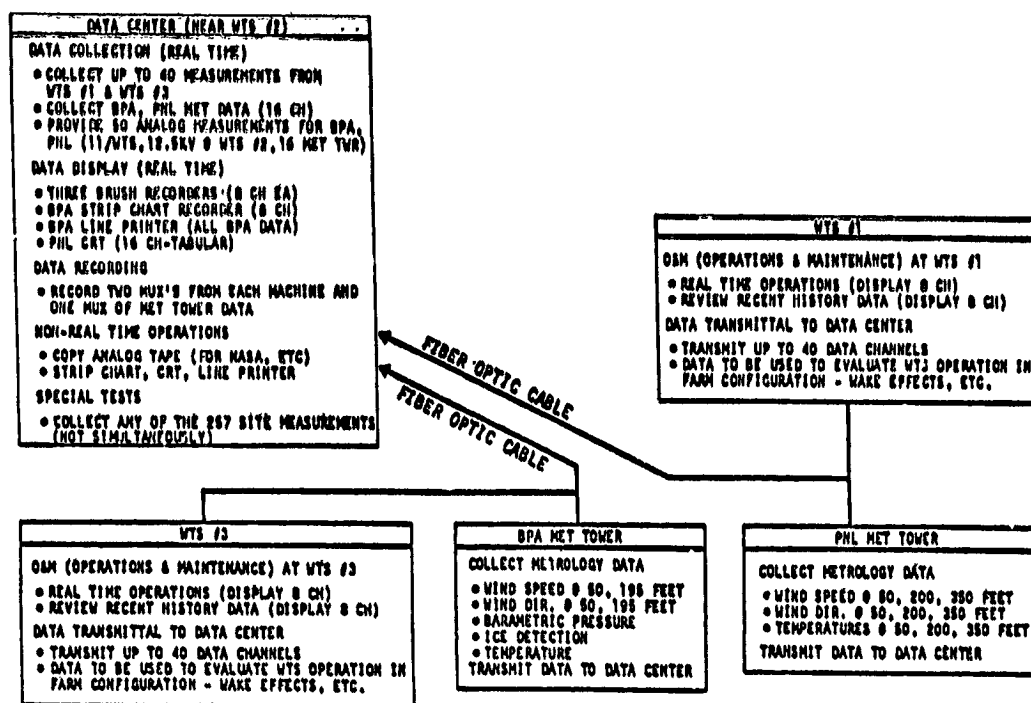 DATA CENTER (NEAR WTS #2)
DATA COLLECTION (REAL TIME)
• COLLECT UP TO 40 MEASUREMENTS FROM
WTS #1 & WTS #3
• COLLECT BPA, PNL MET DATA (16 CH)
• PROVIDE 50 ANALOG MEASUREMENTS FOR BPA,
PNL (11/WTS, 12.5KV @ WTS #2, 16 MET TWR)
DATA DISPLAY (REAL TIME)
• THREE BRUSH RECORDERS (8 CH EA)
• BPA STRIP CHART RECORDER (8 CH)
• BPA LINE PRINTER (ALL BPA DATA)
• PNL CRT (16 CH-TABULAR)
DATA RECORDING
• RECORD TWO MUX'S FROM EACH MACHINE AND
ONE MUX OF MET TOWER DATA
NON-REAL TIME OPERATIONS
• COPY ANALOG TAPE (FOR NASA, ETC)
• STRIP CHART, CRT, LINE PRINTER
SPECIAL TESTS
• COLLECT ANY OF THE 257 SITE MEASUREMENTS
(NOT SIMULTANEOUSLY)
FIBER OPTIC CABLE
FIBER OPTIC CABLE
WTS #1
O&M (OPERATIONS & MAINTENANCE) AT WTS #1
• REAL TIME OPERATIONS (DISPLAY 8 CH)
• REVIEW RECENT HISTORY DATA (DISPLAY 8 CH)
DATA TRANSMITTAL TO DATA CENTER
• TRANSMIT UP TO 40 DATA CHANNELS
• DATA TO BE USED TO EVALUATE WTS OPERATION IN
FARM CONFIGURATION - WAKE EFFECTS, ETC.
WTS #3
O&M (OPERATIONS & MAINTENANCE) AT WTS #3
• REAL TIME OPERATIONS (DISPLAY 8 CH)
• REVIEW RECENT HISTORY DATA (DISPLAY 8 CH)
DATA TRANSMITTAL TO DATA CENTER
• TRANSMIT UP TO 40 DATA CHANNELS
• DATA TO BE USED TO EVALUATE WTS OPERATION IN
FARM CONFIGURATION - WAKE EFFECTS, ETC.
BPA MET TOWER
COLLECT METROLOGY DATA
• WIND SPEED @ 50, 195 FEET
• WIND DIR. @ 50, 195 FEET
• BARAMETRIC PRESSURE
• ICE DETECTION
• TEMPERATURE
TRANSMIT DATA TO DATA CENTER
PNL MET TOWER
COLLECT METROLOGY DATA
• WIND SPEED @ 50, 200, 350 FEET
• WIND DIR. @ 50, 200, 350 FEET
• TEMPERATURES @ 50, 200, 350 FEET
TRANSMIT DATA TO DATA CENTER